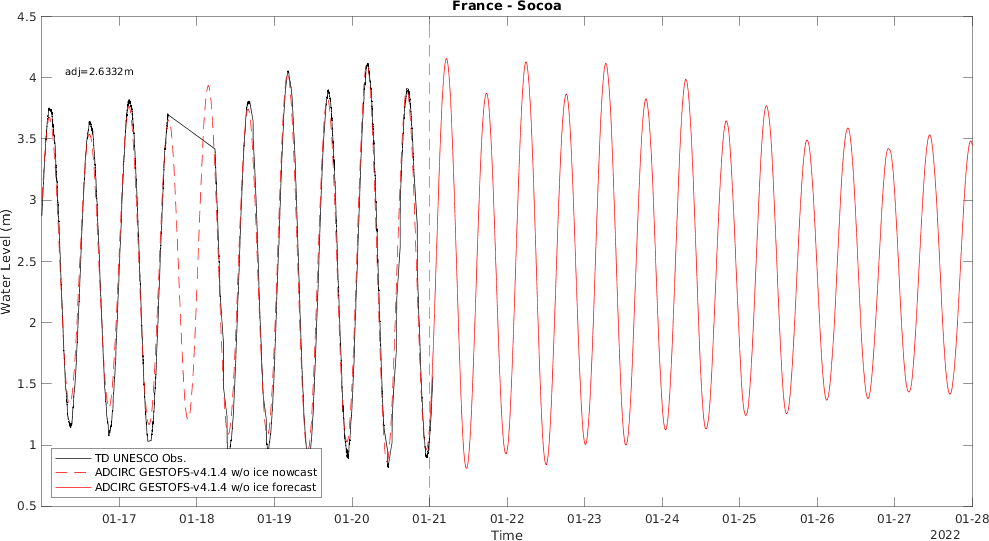 France - Socoa
4.5
4
3.5
3
2.5
2
1.5
1
0.5
Water Level (m)
adj=2.6332m
TD UNESCO Obs.
ADCIRC GESTOFS-v4.1.4 w/o ice nowcast
ADCIRC GESTOFS-v4.1.4 w/o ice forecast
01-17 01-18 01-19 01-20 01-21 01-22 01-23 01-24 01-25 01-26 01-27 01-28
Time
2022